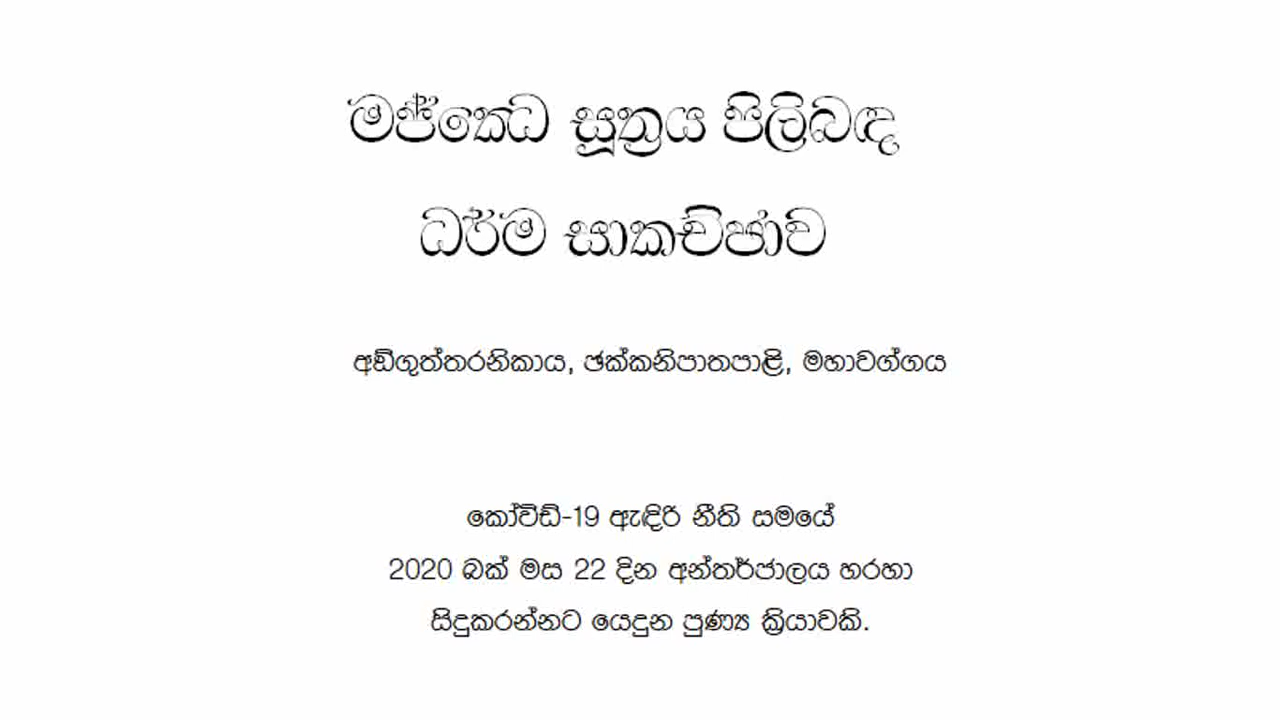 මජ්ඣෙ සූත්‍රය පිලිබඳ
ධර්ම සාකච්ඡාව
අඞ්ගුත්තරනිකාය, ඡක්කනිපාතපාළි, මහාවග්ගය
කෝවිඩ්-19 ඇඳිරි නීති සමයේ
2020 බක් මස 22 දින අන්තර්ජාලය හරහා
සිදුකරන්නට යෙදුන පුණ්‍ය ක්‍රියාවකි.